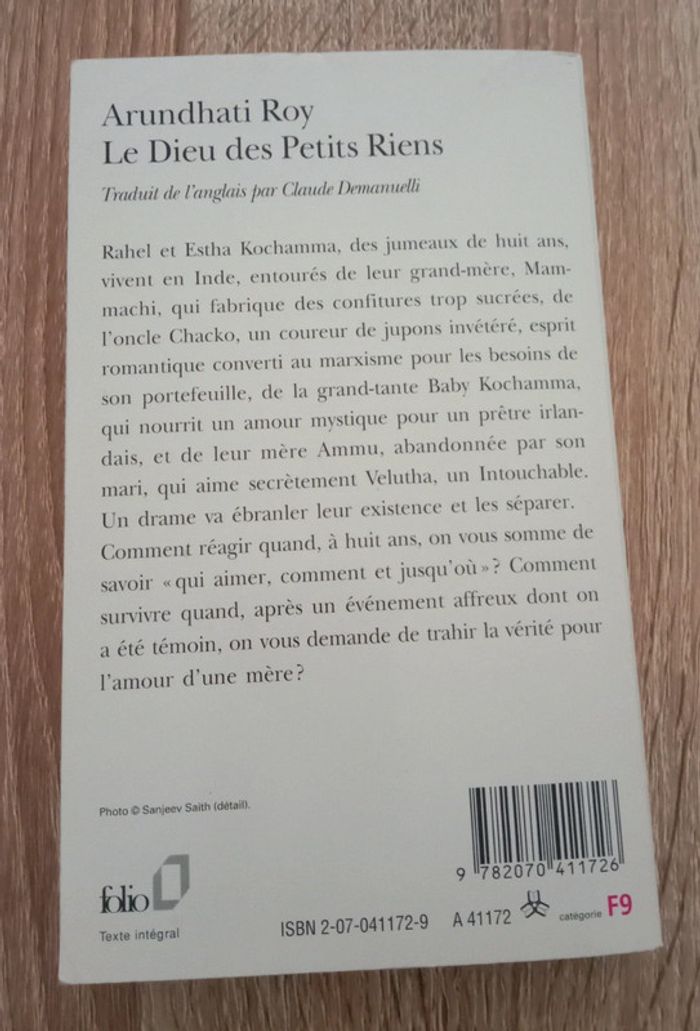 Arundhati Roy
Le Dieu des Petits Riens
Traduit de l'anglais par Claude Demanuelli
Rahel et Estha Kochamma, des jumeaux de huit ans,
vivent en Inde, entourés de leur grand-mère, Mam-
machi, qui fabrique des confitures trop sucrées, de
l'oncle Chacko, un coureur de jupons invétéré, esprit
romantique converti au marxisme pour les besoins de
son portefeuille, de la grand-tante Baby Kochamma,
qui nourrit un amour mystique pour un prêtre irlan-
dais, et de leur mère Ammu, abandonnée par son
mari, qui aime secrètement Velutha, un Intouchable.
Un drame va ébranler leur existence et les séparer.
Comment réagir quand, à huit ans, on vous somme de
savoir « qui aimer, comment et jusqu'où » ? Comment
survivre quand, après un événement affreux dont on
a été témoin, on vous demande de trahir la vérité pour
l'amour d'une mère ?
Photo © Sanjeev Saith (détail).
9 782070 411726
folio
Texte intégral
ISBN 2-07-041172-9 A 41172 catégorie F9